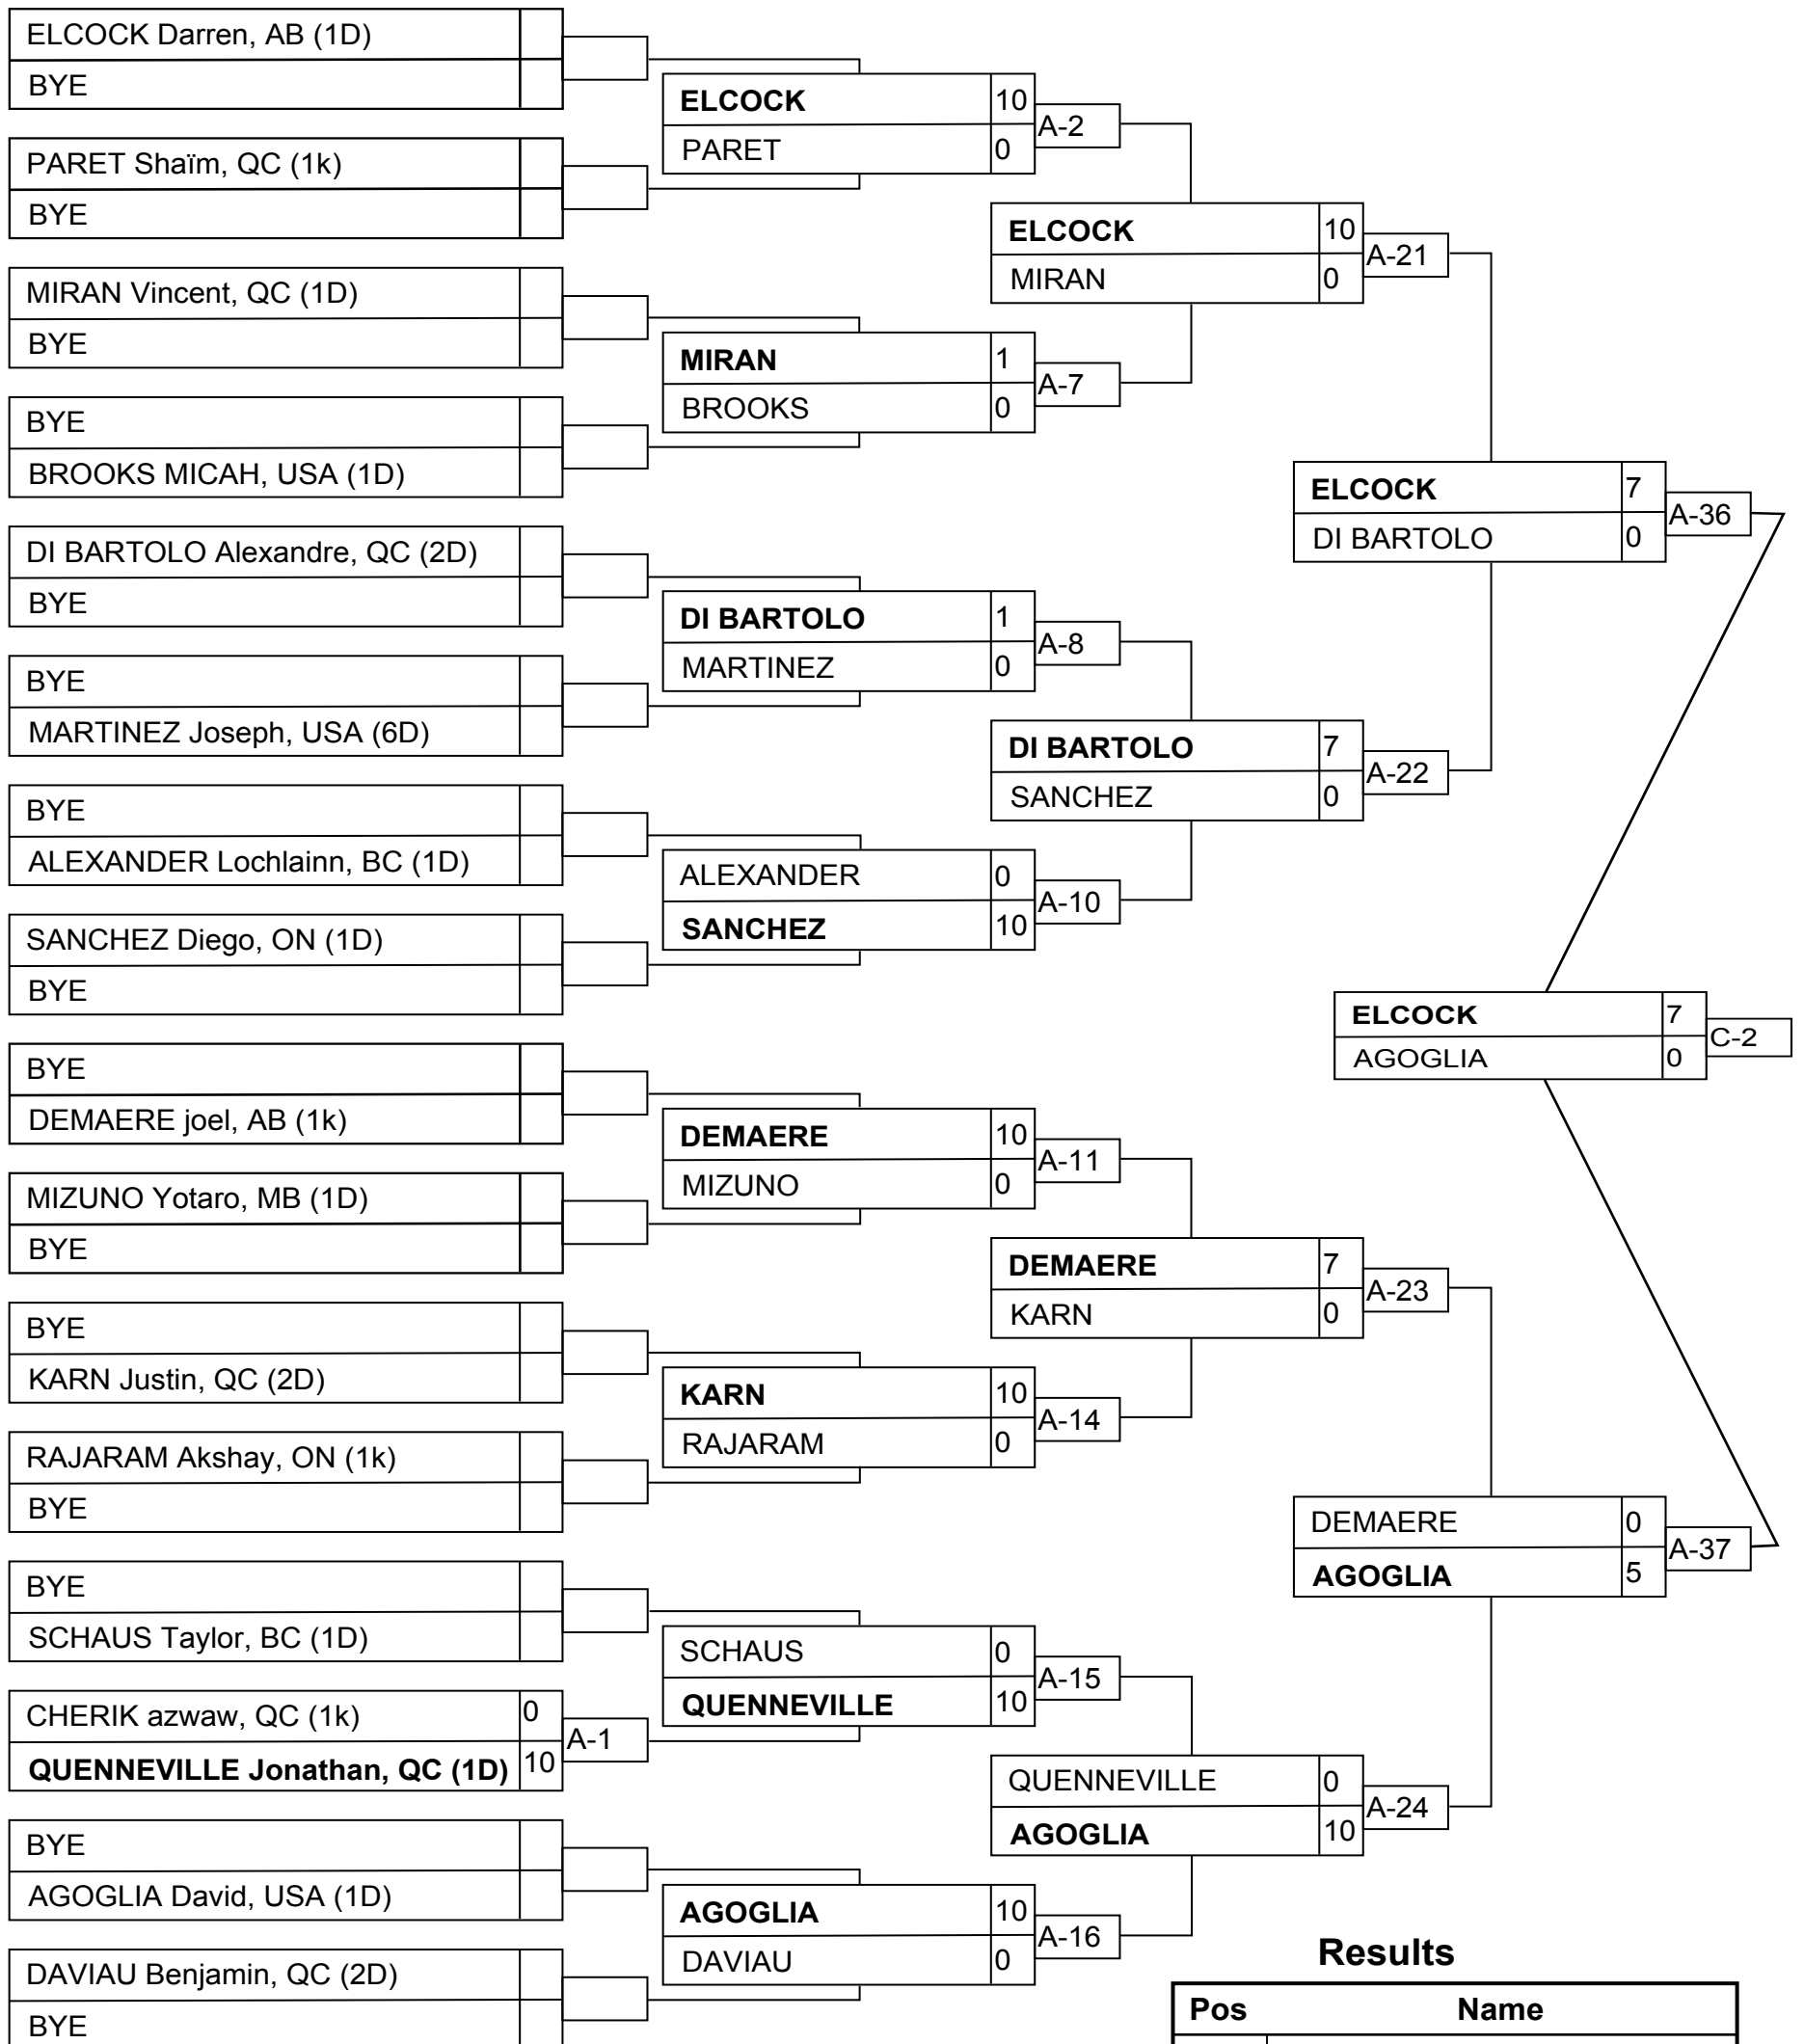 ELCOCK Darren, AB (1D)
BYE
PARET Shaïm, QC (1k)
BYE
MIRAN Vincent, QC (1D)
BYE
BYE
BROOKS MICAH, USA (1D)
DI BARTOLO Alexandre, QC (2D)
BYE
BYE
MARTINEZ Joseph, USA (6D)
BYE
ALEXANDER Lochlainn, BC (1D)
SANCHEZ Diego, ON (1D)
BYE
BYE
DEMAERE joel, AB (1k)
MIZUNO Yotaro, MB (1D)
BYE
BYE
KARN Justin, QC (2D)
RAJARAM Akshay, ON (1k)
BYE
BYE
SCHAUS Taylor, BC (1D)
CHERIK azwaw, QC (1k) 0
QUENNEVILLE Jonathan, QC (1D) 10
A-1
BYE
AGOGLIA David, USA (1D)
DAVIAU Benjamin, QC (2D)
BYE
ELCOCK 10
PARET 0
A-2
MIRAN 1
BROOKS 0
A-7
DI BARTOLO 1
MARTINEZ 0
A-8
ALEXANDER 0
SANCHEZ 10
A-10
DEMAERE 10
MIZUNO 0
A-11
KARN 10
RAJARAM 0
A-14
SCHAUS 0
QUENNEVILLE 10
A-15
AGOGLIA 10
DAVIAU 0
A-16
ELCOCK 10
MIRAN 0
A-21
DI BARTOLO 7
SANCHEZ 0
A-22
DEMAERE 7
KARN 0
A-23
QUENNEVILLE 0
AGOGLIA 10
A-24
ELCOCK 7
DI BARTOLO 0
A-36
DEMAERE 0
AGOGLIA 5
A-37
ELCOCK 7
AGOGLIA 0
C-2
Results
Pos Name